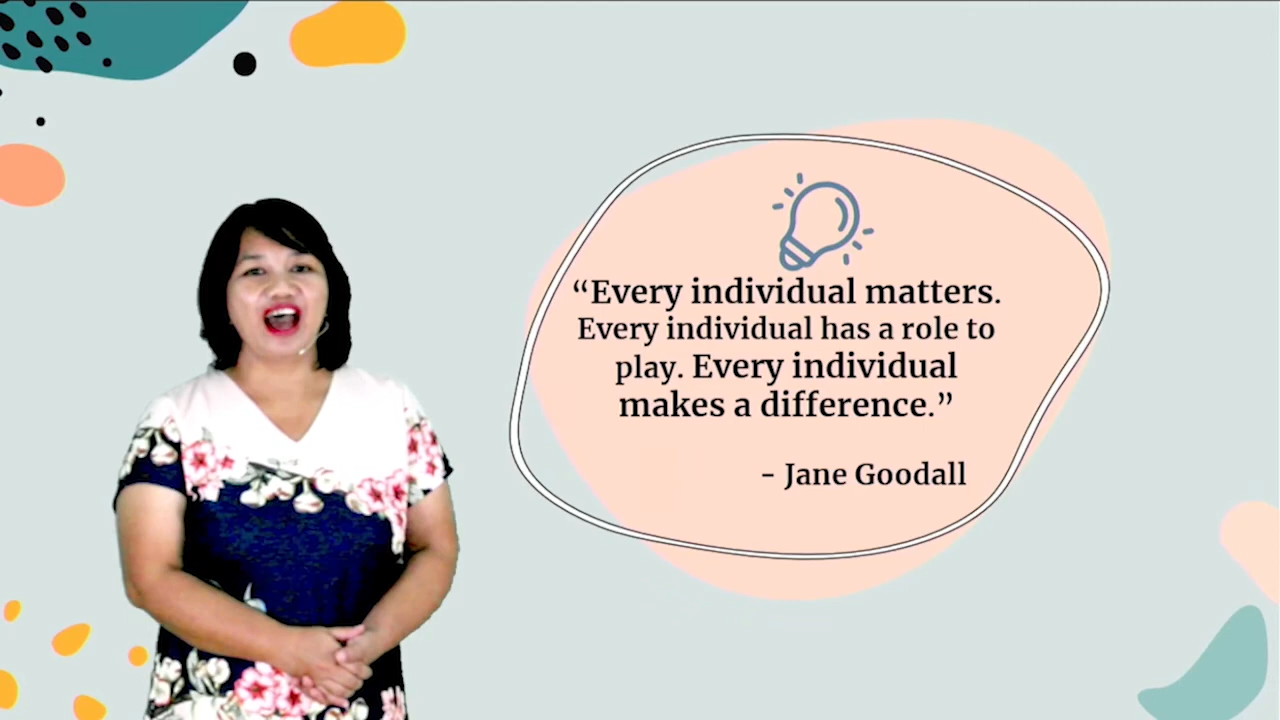 “Every individual matters.
Every individual has a role to
play. Every individual
makes a difference.”
- Jane Goodall